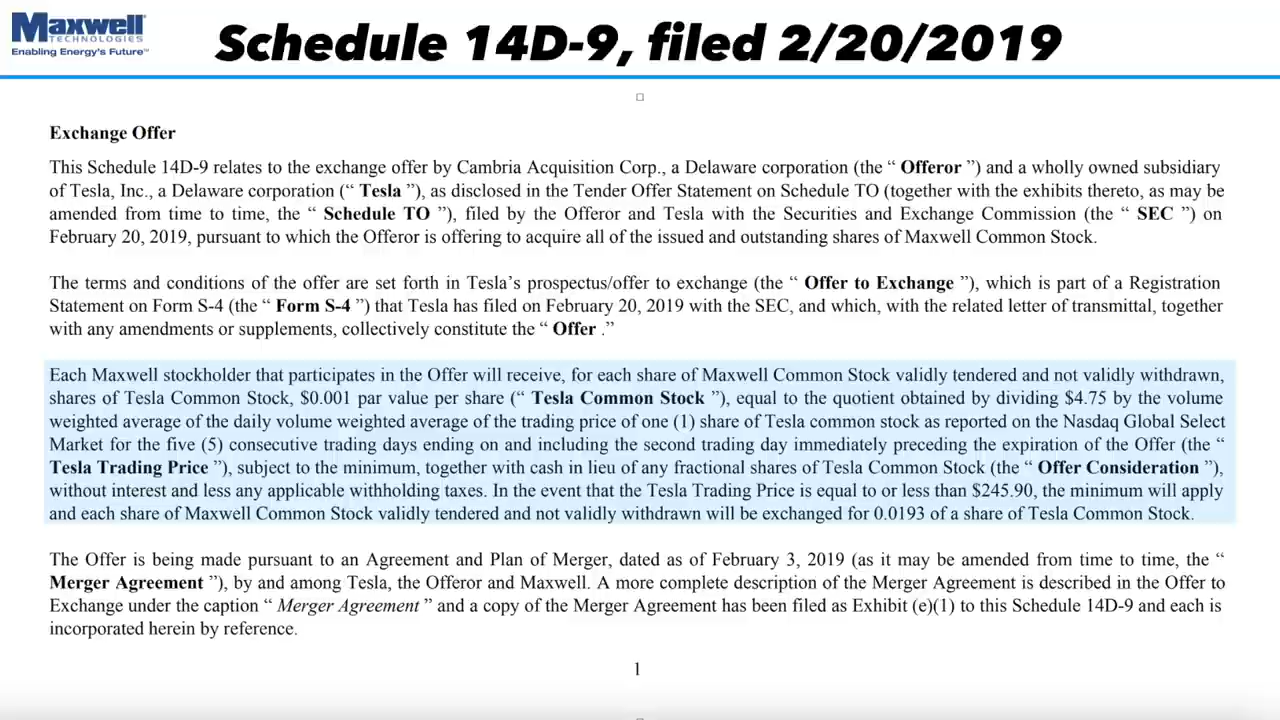 Maxwell
TECHNOLOGIES
Enabling Energy's Future™
Schedule 14D-9, filed 2/20/2019
Exchange Offer
This Schedule 14D-9 relates to the exchange offer by Cambria Acquisition Corp., a Delaware corporation (the “ Offeror ”) and a wholly owned subsidiary
of Tesla, Inc., a Delaware corporation (“ Tesla ”), as disclosed in the Tender Offer Statement on Schedule TO (together with the exhibits thereto, as may be
amended from time to time, the “ Schedule TO ”), filed by the Offeror and Tesla with the Securities and Exchange Commission (the “ SEC ”) on
February 20, 2019, pursuant to which the Offeror is offering to acquire all of the issued and outstanding shares of Maxwell Common Stock.
The terms and conditions of the offer are set forth in Tesla’s prospectus/offer to exchange (the “ Offer to Exchange ”), which is part of a Registration
Statement on Form S-4 (the “ Form S-4 ”) that Tesla has filed on February 20, 2019 with the SEC, and which, with the related letter of transmittal, together
with any amendments or supplements, collectively constitute the “ Offer .”
Each Maxwell stockholder that participates in the Offer will receive, for each share of Maxwell Common Stock validly tendered and not validly withdrawn,
shares of Tesla Common Stock, $0.001 par value per share (“ Tesla Common Stock ”), equal to the quotient obtained by dividing $4.75 by the volume
weighted average of the daily volume weighted average of the trading price of one (1) share of Tesla common stock as reported on the Nasdaq Global Select
Market for the five (5) consecutive trading days ending on and including the second trading day immediately preceding the expiration of the Offer (the “
Tesla Trading Price ”), subject to the minimum, together with cash in lieu of any fractional shares of Tesla Common Stock (the “ Offer Consideration ”),
without interest and less any applicable withholding taxes. In the event that the Tesla Trading Price is equal to or less than $245.90, the minimum will apply
and each share of Maxwell Common Stock validly tendered and not validly withdrawn will be exchanged for 0.0193 of a share of Tesla Common Stock.
The Offer is being made pursuant to an Agreement and Plan of Merger, dated as of February 3, 2019 (as it may be amended from time to time, the “
Merger Agreement ”), by and among Tesla, the Offeror and Maxwell. A more complete description of the Merger Agreement is described in the Offer to
Exchange under the caption “ Merger Agreement ” and a copy of the Merger Agreement has been filed as Exhibit (e)(1) to this Schedule 14D-9 and each is
incorporated herein by reference.
1